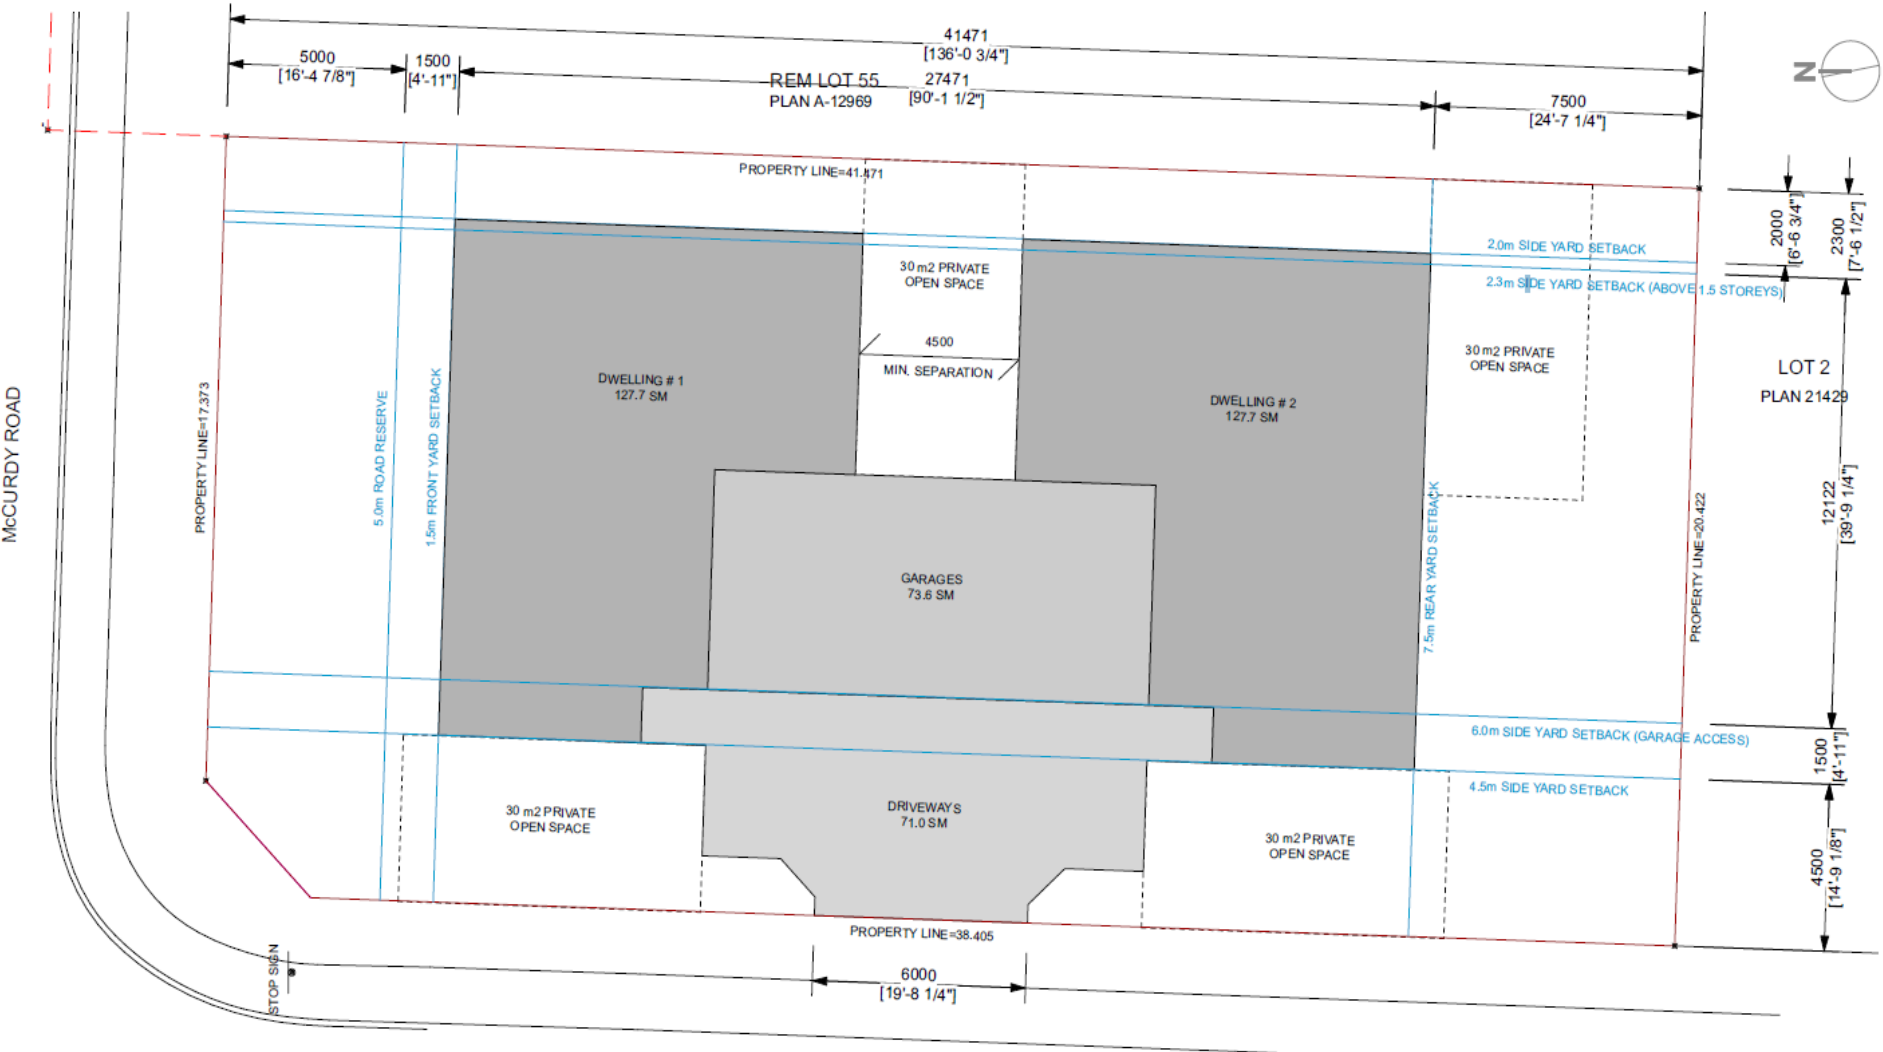 41471
[136'-0 3/4"]
5000
[16'-4 7/8"]
1500
[4'-11"]
27471
[90'-1 1/2"]
REM LOT 55
PLAN A-12969
7500
[24'-7 1/4"]
N
PROPERTY LINE=41.471
2000
[6'-6 3/4"]
2300
[7'-6 1/2"]
2.0m SIDE YARD SETBACK
2.3m SIDE YARD SETBACK (ABOVE 1.5 STOREYS)
30 m2 PRIVATE
OPEN SPACE
4500
MIN. SEPARATION
30 m2 PRIVATE
OPEN SPACE
DWELLING # 1
127.7 SM
DWELLING # 2
127.7 SM
LOT 2
PLAN 21429
McCURDY ROAD
PROPERTY LINE=17.373
5.0m ROAD RESERVE
1.5m FRONT YARD SETBACK
7.5m REAR YARD SETBACK
PROPERTY LINE=20.422
12122
[39'-9 1/4"]
GARAGES
73.6 SM
6.0m SIDE YARD SETBACK (GARAGE ACCESS)
1500
[4'-11"]
4.5m SIDE YARD SETBACK
30 m2 PRIVATE
OPEN SPACE
DRIVEWAYS
71.0 SM
30 m2 PRIVATE
OPEN SPACE
4500
[14'-9 1/8"]
PROPERTY LINE=38.405
STOP SIGN
6000
[19'-8 1/4"]